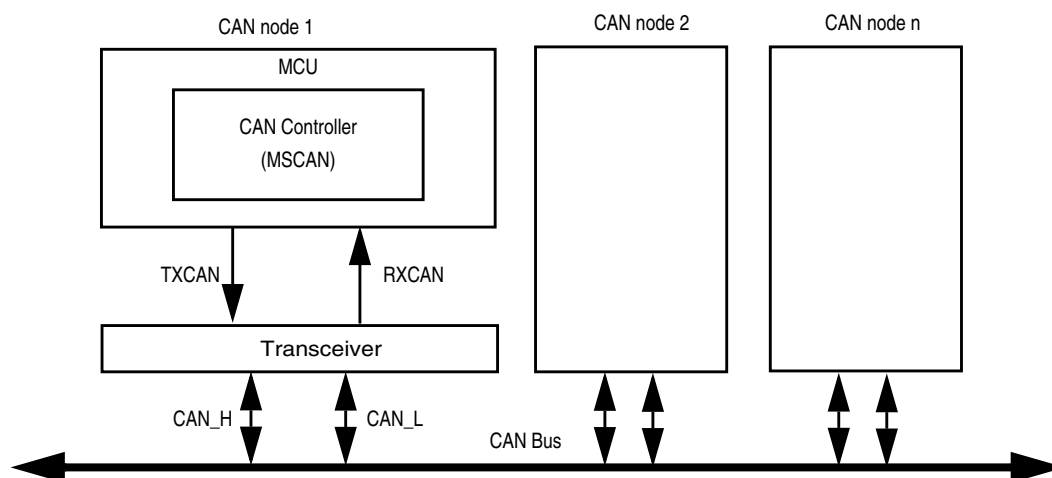 CAN node 1
CAN node 2
CAN node n
MCU
CAN Controller
(MSCAN)
TXCAN
RXCAN
Transceiver
CAN_H
CAN_L
CAN Bus